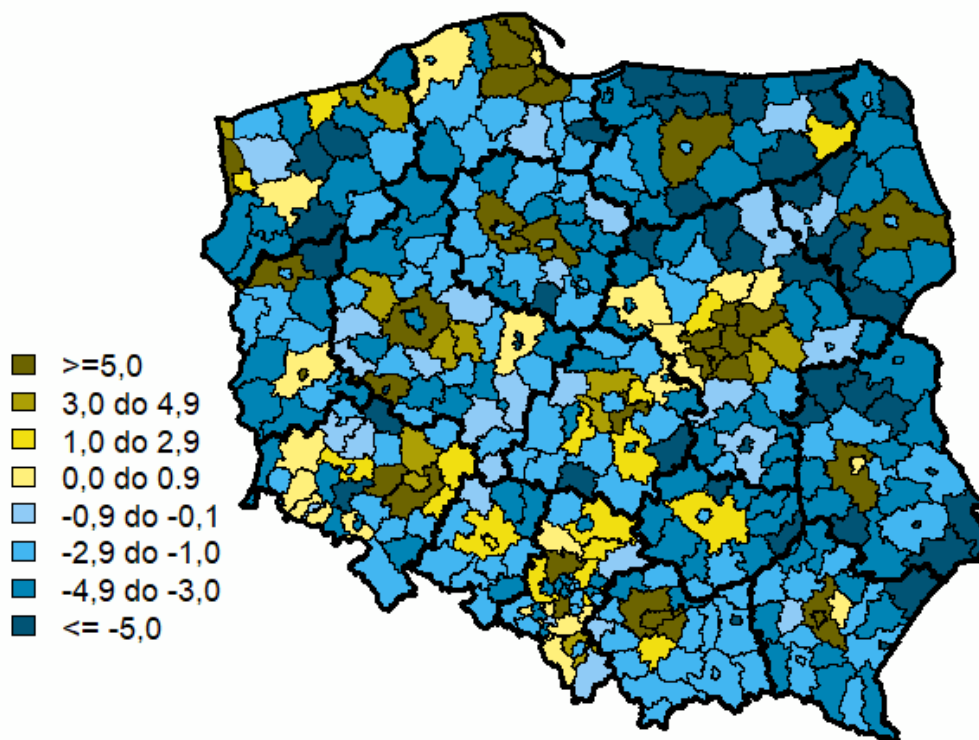 >=5,0
3,0 do 4,9
1,0 do 2,9
0,0 do 0.9
-0,9 do -0,1
-2,9 do -1,0
-4,9 do -3,0
<= -5,0